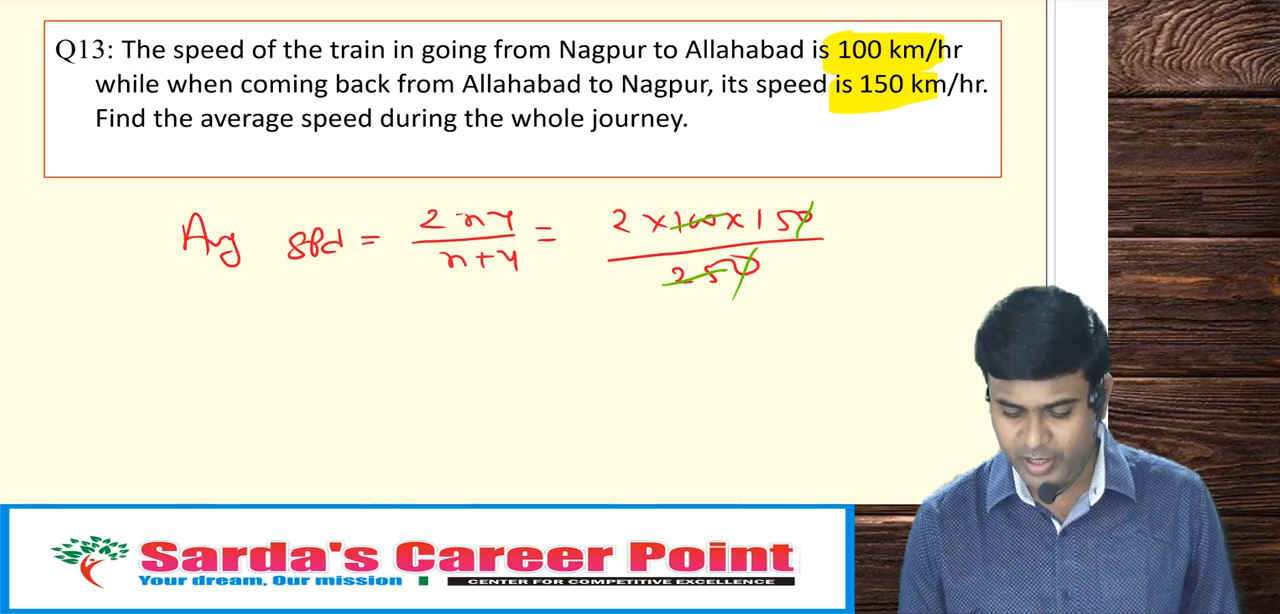 Q13: The speed of the train in going from Nagpur to Allahabad is 100 km/hr
while when coming back from Allahabad to Nagpur, its speed is 150 km/hr.
Find the average speed during the whole journey.
Avg spd = 2xy / x+y = 2 x 100 x 150 / 250
Sarda's Career Point
Your dream, Our mission CENTER FOR COMPETITIVE EXCELLENCE